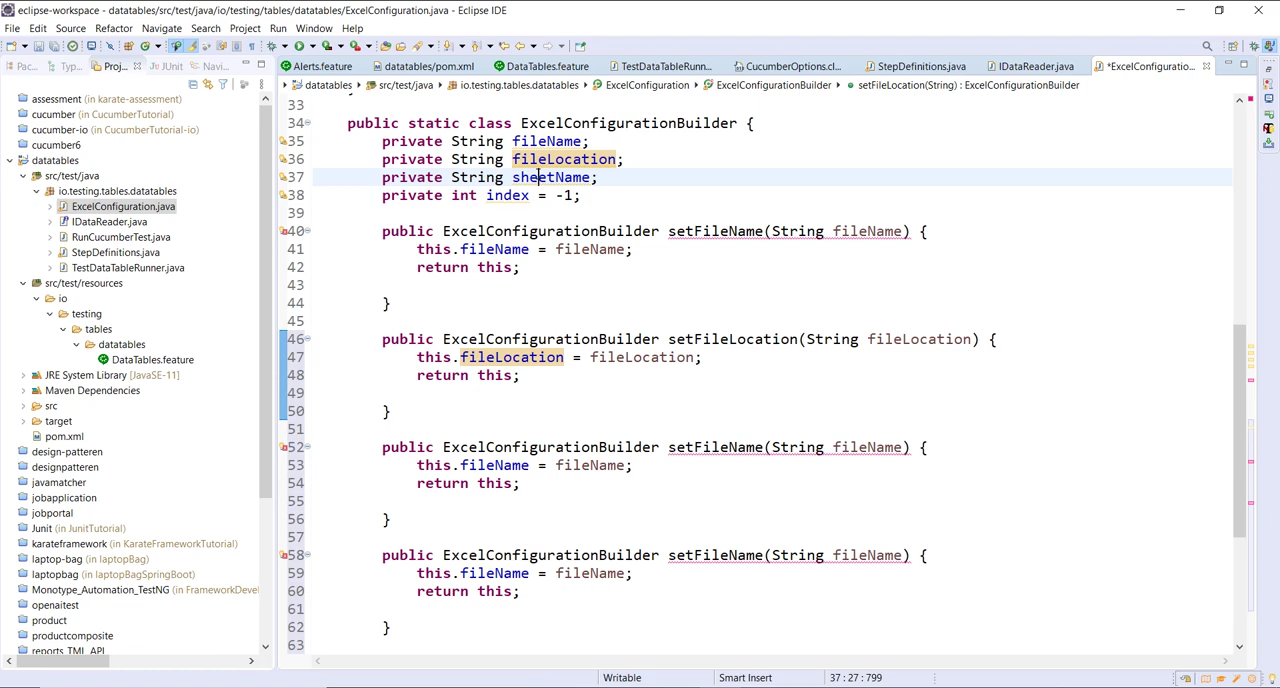 eclipse-workspace - datatables/src/test/java/io/testing/tables/datatables/ExcelConfiguration.java - Eclipse IDE
File Edit Source Refactor Navigate Search Project Run Window Help
Pac... Typ... Proj... JUnit Navi...
Alerts.feature datatables/pom.xml DataTables.feature TestDataTableRunn... CucumberOptions.cl... StepDefinitions.java IDataReader.java *ExcelConfiguratio...
datatables src/test/java io.testing.tables.datatables ExcelConfiguration ExcelConfigurationBuilder setFileLocation(String) : ExcelConfigurationBuilder
assessment (in karate-assessment)
cucumber (in CucumberTutorial)
cucumber-io (in CucumberTutorial-io)
cucumber6
datatables
src/test/java
io.testing.tables.datatables
ExcelConfiguration.java
IDataReader.java
RunCucumberTest.java
StepDefinitions.java
TestDataTableRunner.java
src/test/resources
io
testing
tables
datatables
DataTables.feature
JRE System Library [JavaSE-11]
Maven Dependencies
src
target
pom.xml
design-patteren
designpatteren
javamatcher
jobapplication
jobportal
Junit (in JunitTutorial)
karateframework (in KarateFrameworkTutorial)
laptop-bag (in laptopBag)
laptopbag (in laptopBagSpringBoot)
Monotype_Automation_TestNG (in FrameworkDeve
openaitest
product
productcomposite
reports_TML_API
33
34 public static class ExcelConfigurationBuilder {
35 private String fileName;
36 private String fileLocation;
37 private String sheetName;
38 private int index = -1;
39
40 public ExcelConfigurationBuilder setFileName(String fileName) {
41 this.fileName = fileName;
42 return this;
43
44 }
45
46 public ExcelConfigurationBuilder setFileLocation(String fileLocation) {
47 this.fileLocation = fileLocation;
48 return this;
49
50 }
51
52 public ExcelConfigurationBuilder setFileName(String fileName) {
53 this.fileName = fileName;
54 return this;
55
56 }
57
58 public ExcelConfigurationBuilder setFileName(String fileName) {
59 this.fileName = fileName;
60 return this;
61
62 }
63
Writable Smart Insert 37 : 27 : 799